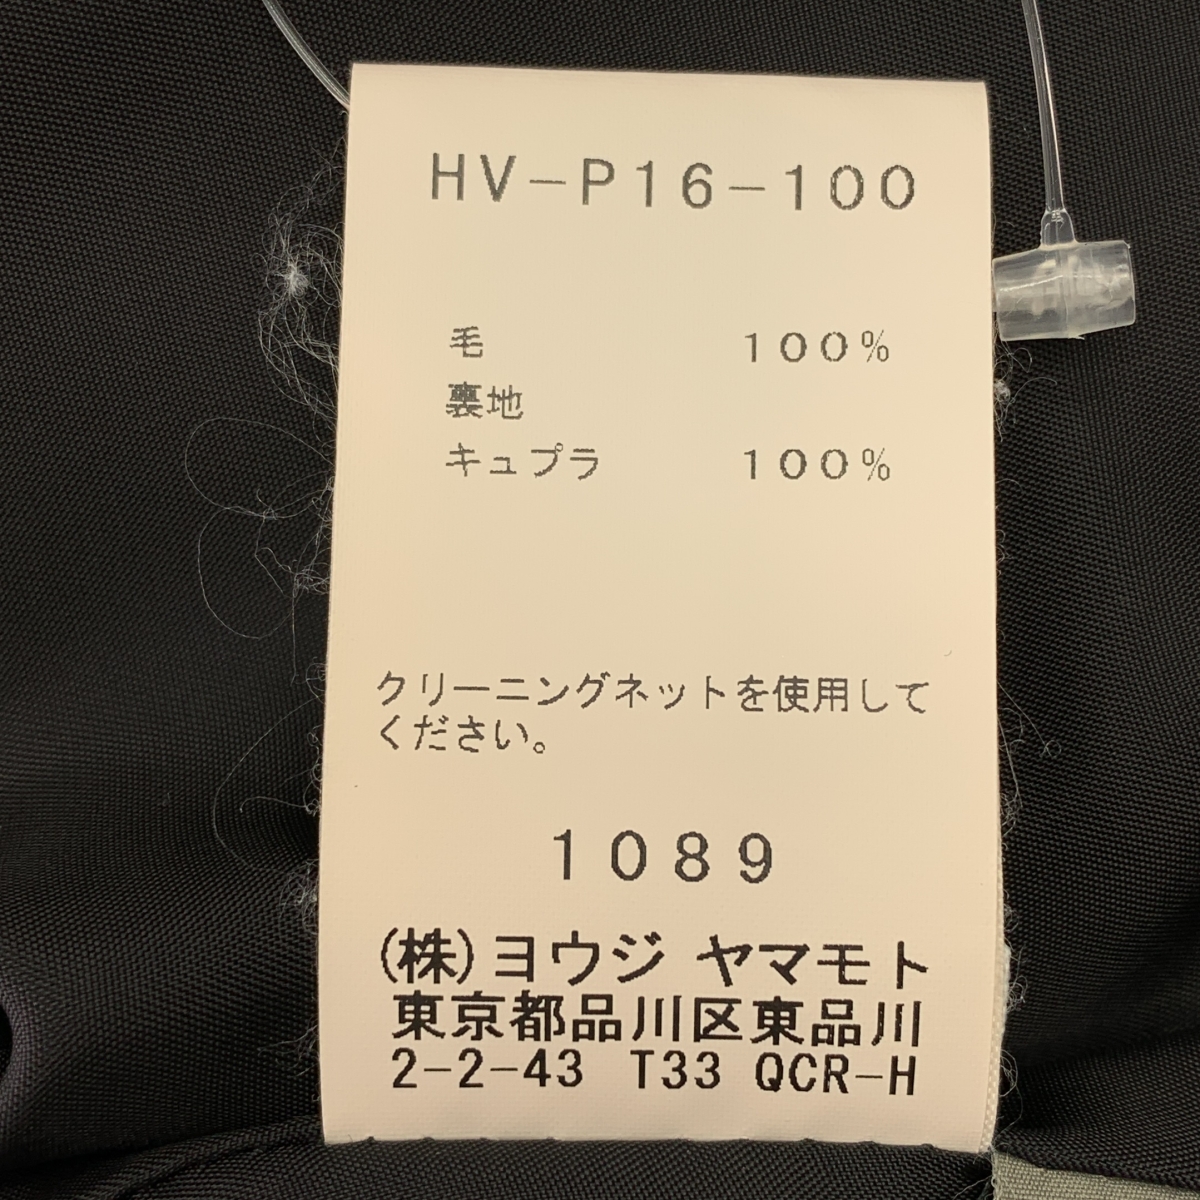 HV-P16-100
毛 100%
裏地
キュプラ 100%
クリーニングネットを使用して
ください。
1089
(株)ヨウジ ヤマモト
東京都品川区東品川
2-2-43 T33 QCR-H